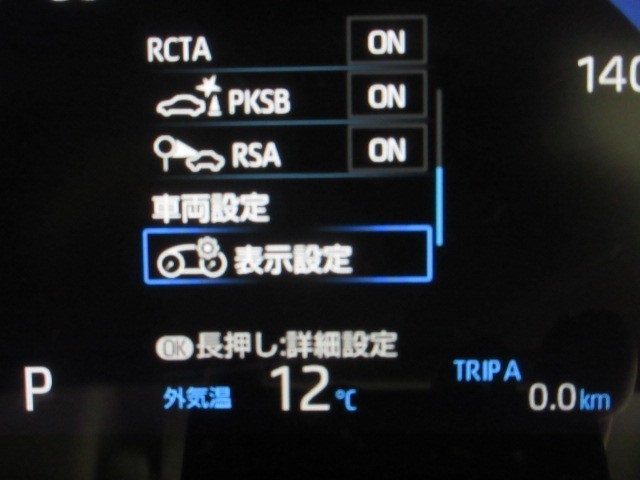 RCTA ON
PKSB ON
RSA ON
車両設定
表示設定
OK 長押し:詳細設定
P 外気温 12℃ TRIP A 0.0km
140